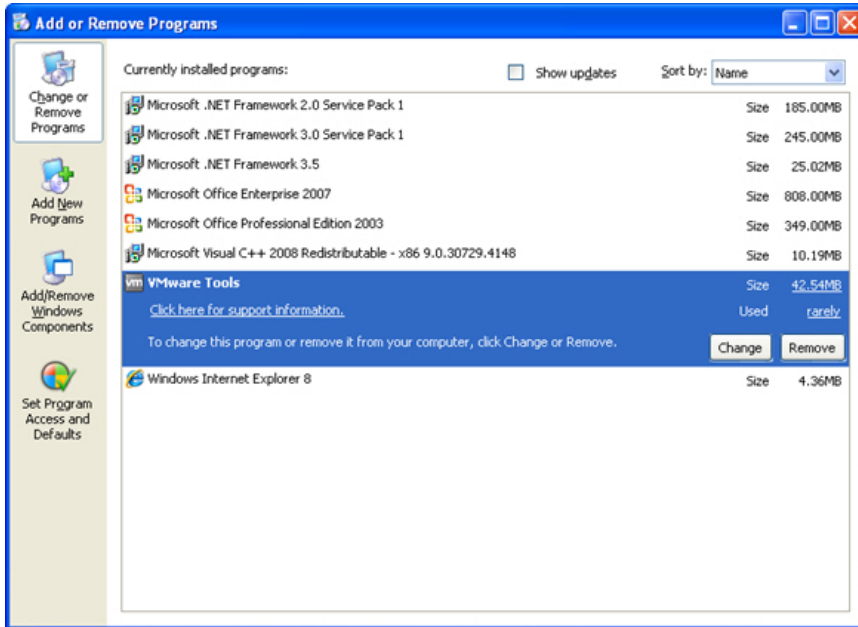 Add or Remove Programs
Change or
Remove
Programs
Add New
Programs
Add/Remove
Windows
Components
Set Program
Access and
Defaults
Currently installed programs:
Show updates
Sort by: Name
Microsoft .NET Framework 2.0 Service Pack 1 Size 185.00MB
Microsoft .NET Framework 3.0 Service Pack 1 Size 245.00MB
Microsoft .NET Framework 3.5 Size 25.02MB
Microsoft Office Enterprise 2007 Size 808.00MB
Microsoft Office Professional Edition 2003 Size 349.00MB
Microsoft Visual C++ 2008 Redistributable - x86 9.0.30729.4148 Size 10.19MB
vm VMware Tools Size 42.54MB
Click here for support information. Used rarely
To change this program or remove it from your computer, click Change or Remove. Change Remove
Windows Internet Explorer 8 Size 4.36MB